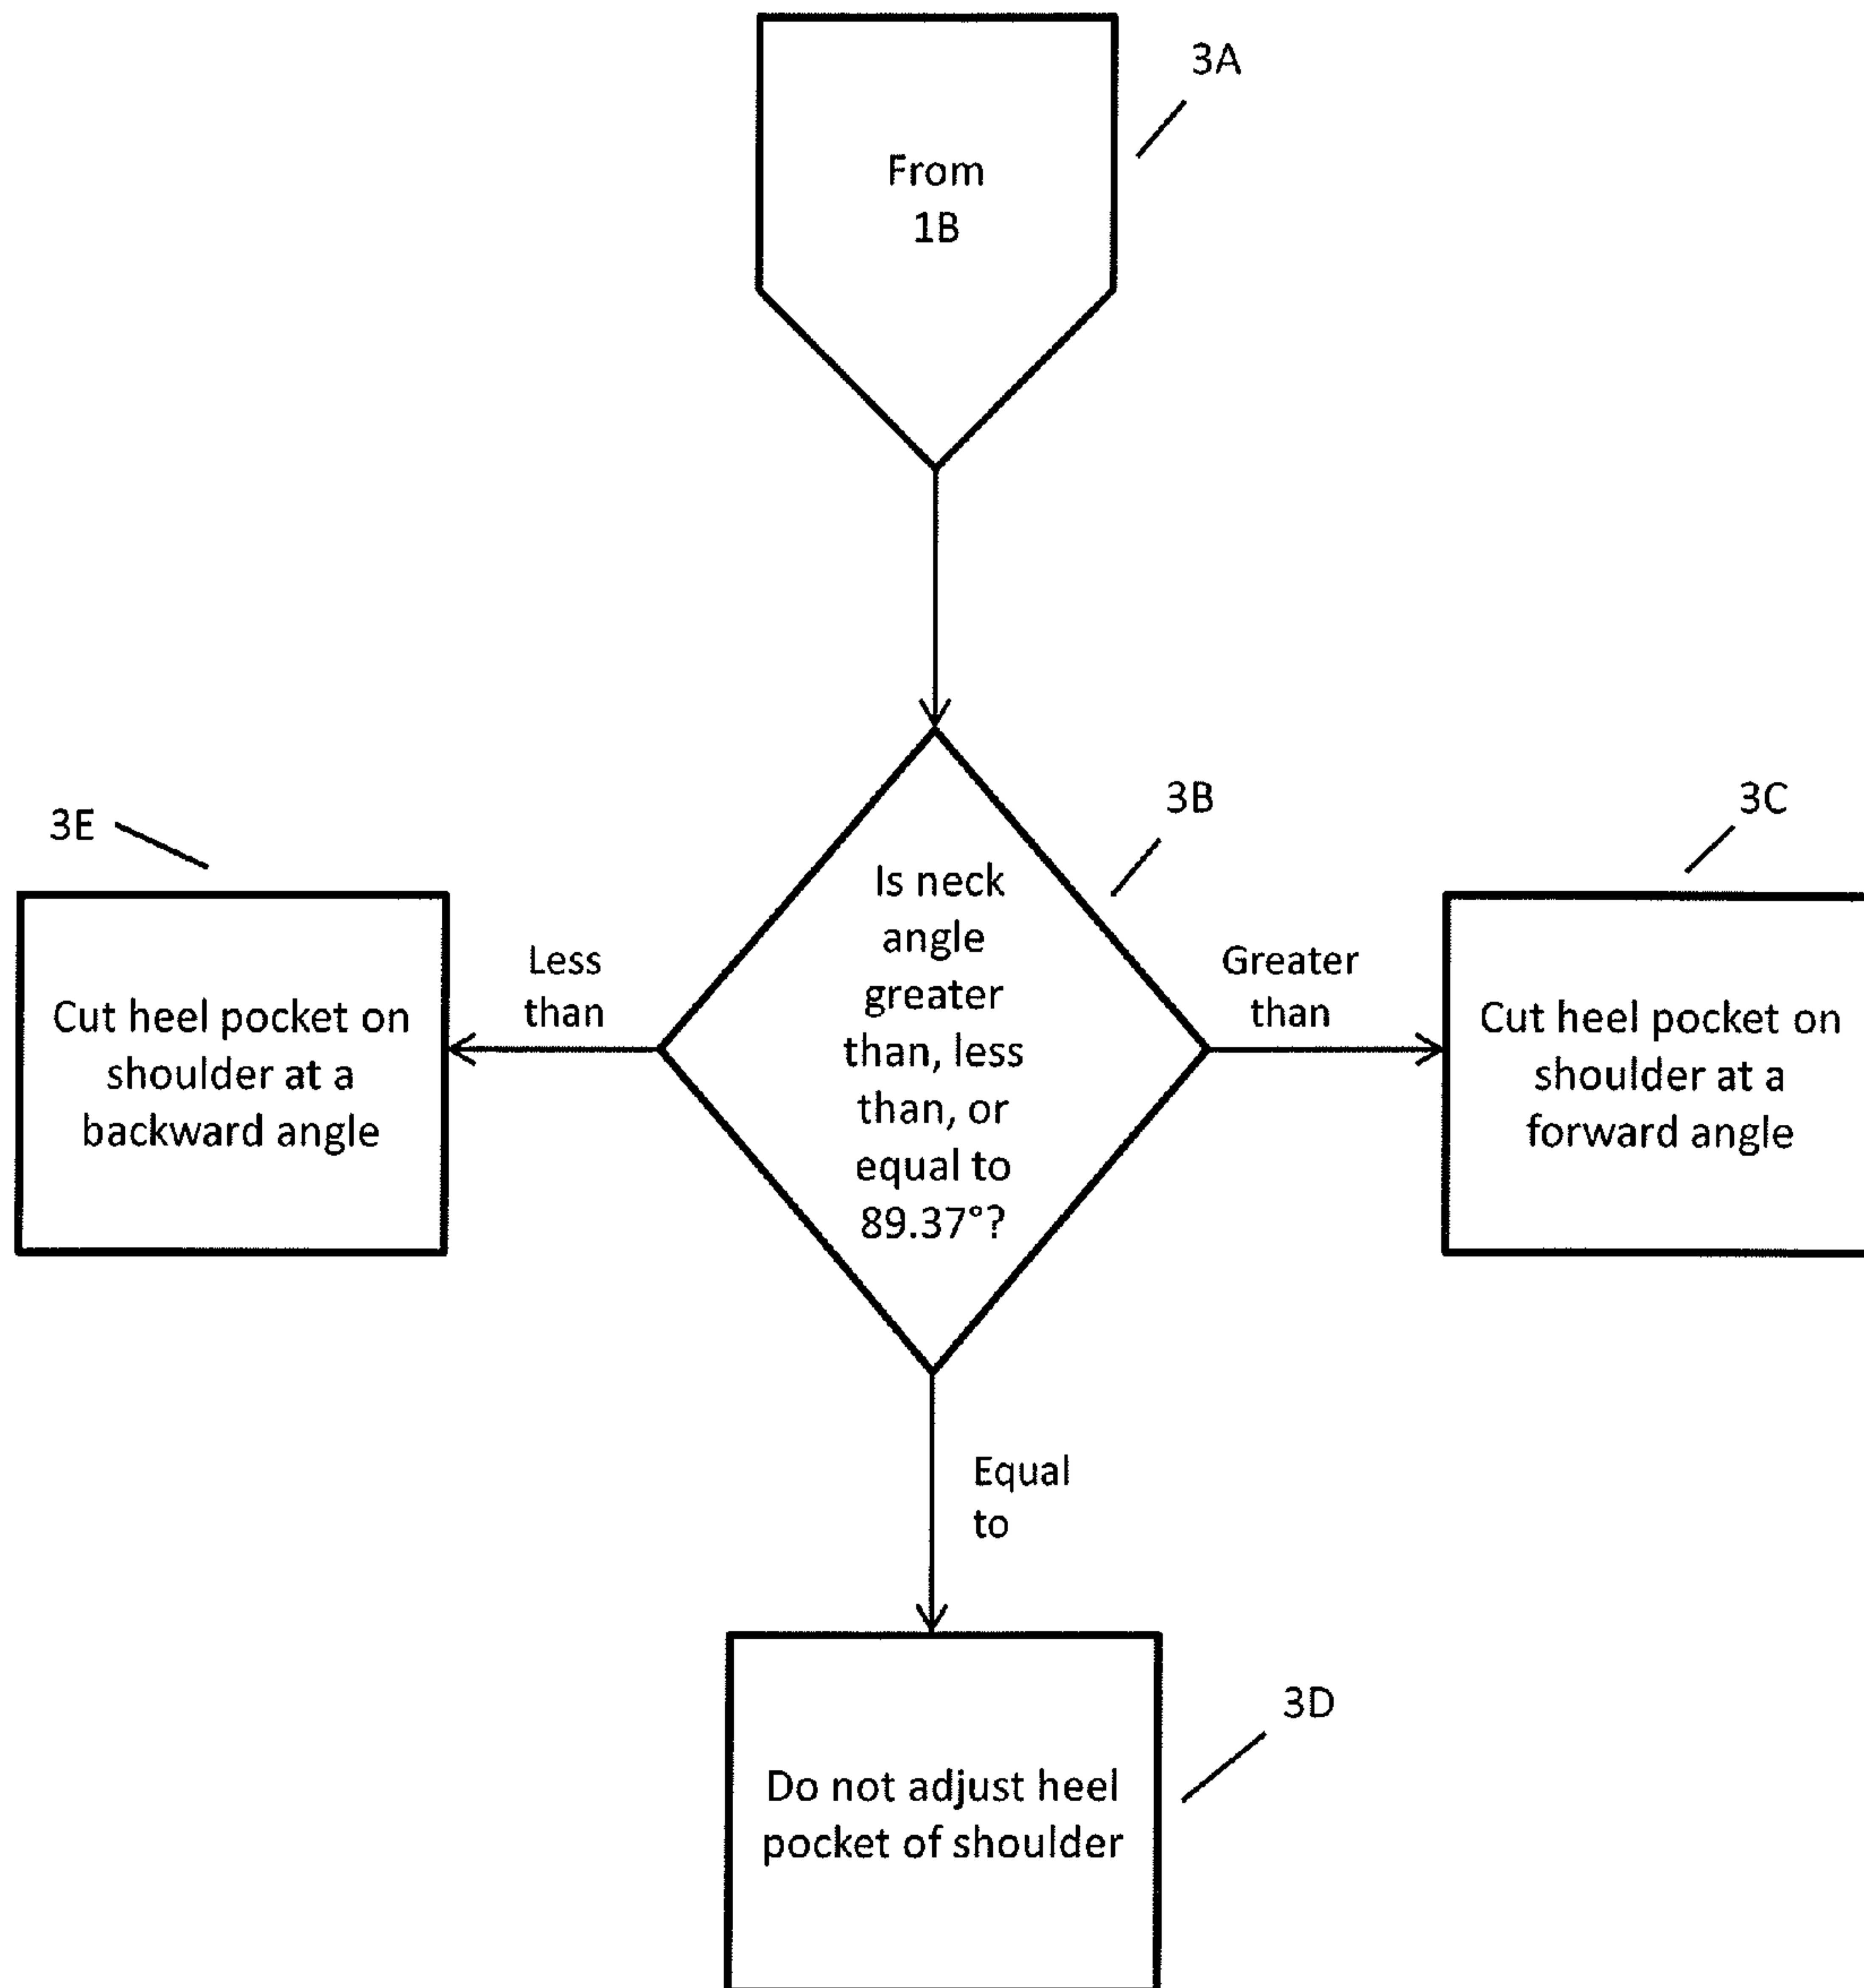 3A
From
1B
3E
3B
3C
Is neck
angle
greater
than, less
than, or
equal to
89.37°?
Less
than
Greater
than
Cut heel pocket on
shoulder at a
backward angle
Cut heel pocket on
shoulder at a
forward angle
Equal
to
3D
Do not adjust heel
pocket of shoulder